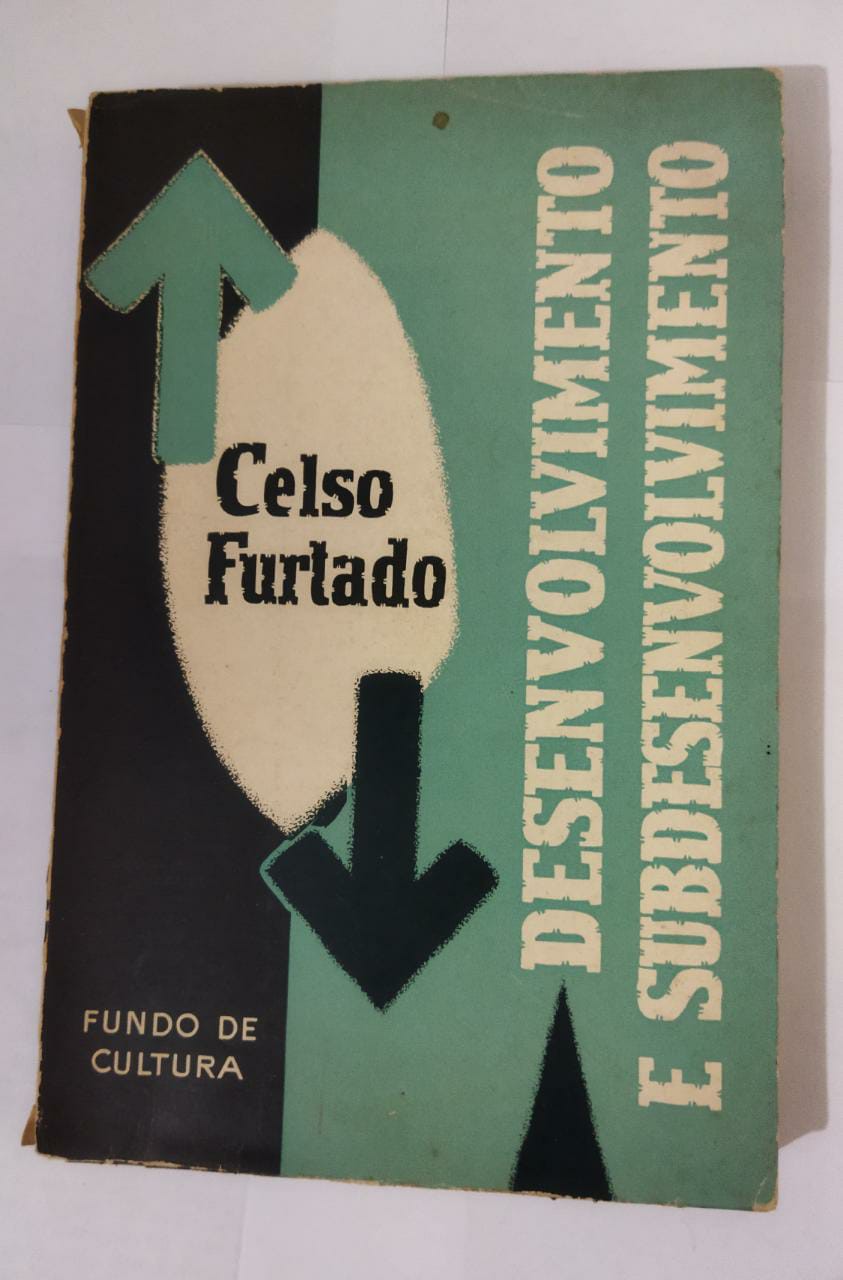 Celso
Furtado
DESENVOLVIMENTO
E SUBDESENVOLVIMENTO
FUNDO DE
CULTURA